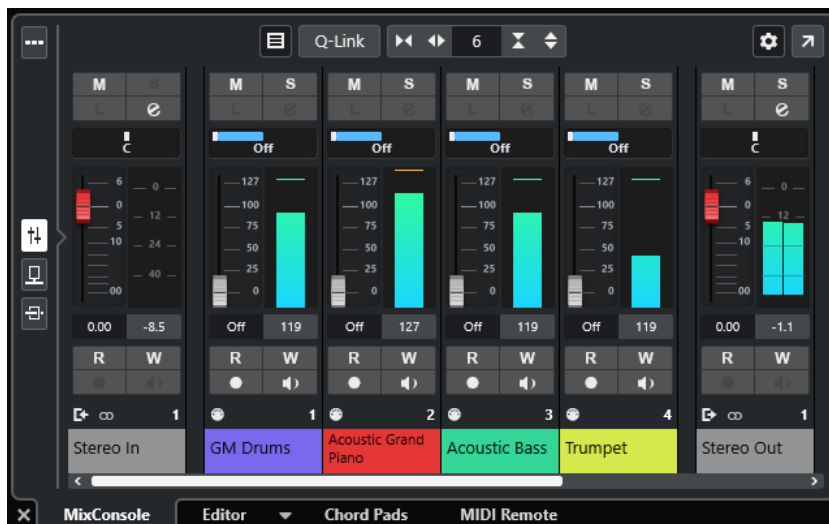 Q-Link 6
M S M S M S M S M S M S
L e L e L e L e L e L e
C Off Off Off Off C
6 0 5 10 00 0 12 24 40
127 100 75 50 25 0
127 100 75 50 25 0
127 100 75 50 25 0
127 100 75 50 25 0
6 0 5 10 00 0 12
0.00 -8.5 Off 119 Off 127 Off 119 Off 119 0.00 -1.1
R W R W R W R W R W R W
1 1 2 3 4 1
Stereo In
GM Drums
Acoustic Grand
Piano
Acoustic Bass
Trumpet
Stereo Out
MixConsole Editor Chord Pads MIDI Remote